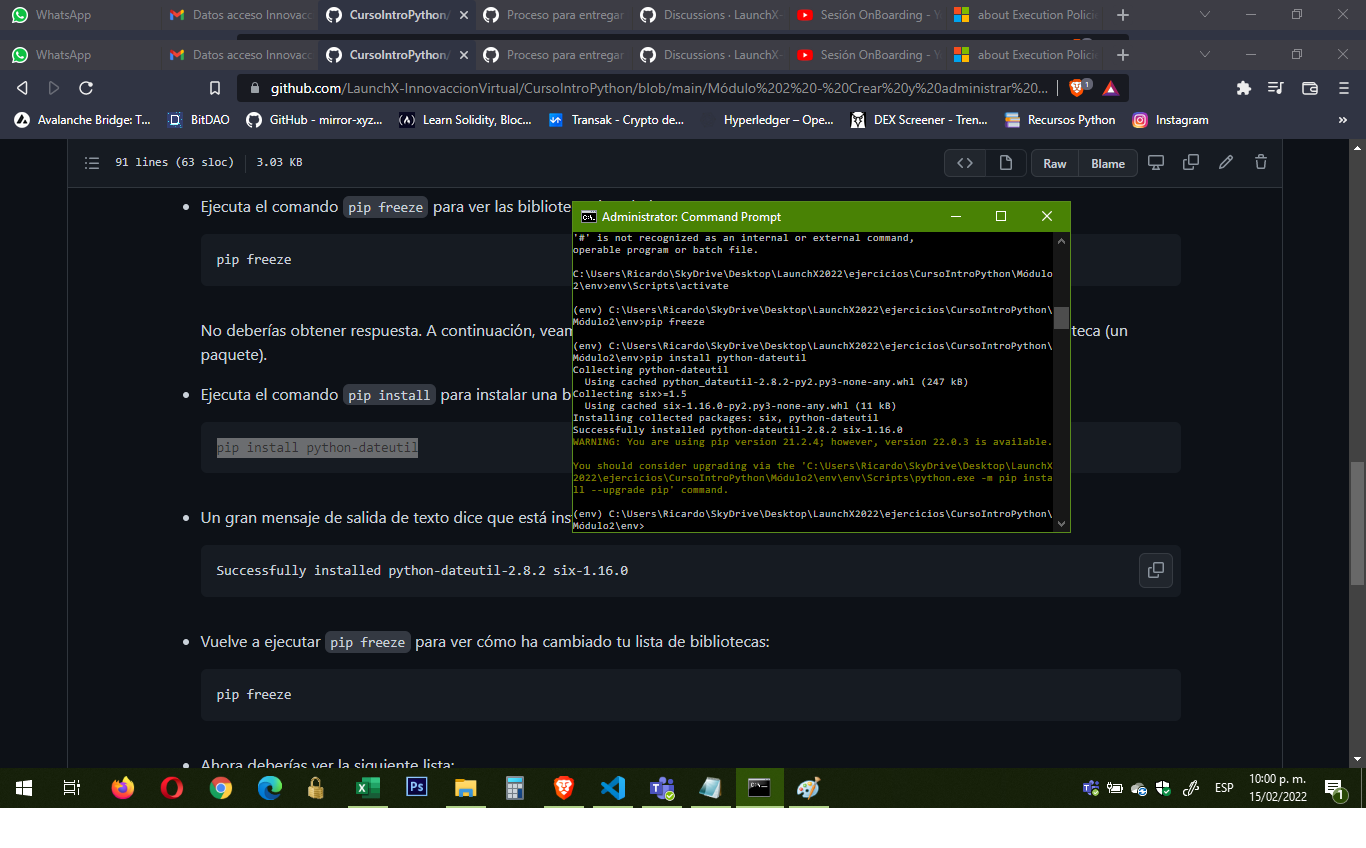 WhatsApp
Datos acceso Innovacc
CursoIntroPython/
Proceso para entregar
Discussions · LaunchX-
Sesión OnBoarding - Y
about Execution Policie
WhatsApp
Datos acceso Innovacc
CursoIntroPython/
Proceso para entregar
Discussions · LaunchX-
Sesión OnBoarding - Y
about Execution Policie
github.com/LaunchX-InnovaccionVirtual/CursoIntroPython/blob/main/Módulo%202%20-%20Crear%20y%20administrar%20...
1
Avalanche Bridge: T...
BitDAO
GitHub - mirror-xyz...
Learn Solidity, Bloc...
Transak - Crypto de...
Hyperledger – Ope...
DEX Screener - Tren...
Recursos Python
Instagram
»
91 lines (63 sloc)
3.03 KB
<>
Raw
Blame
• Ejecuta el comando pip freeze para ver las
pip freeze
No deberías obtener respuesta. A continuación,
teca (un
paquete).
• Ejecuta el comando pip install para instalar una
pip install python-dateutil
• Un gran mensaje de salida de texto dice que está
Successfully installed python-dateutil-2.8.2 six-1.16.0
• Vuelve a ejecutar pip freeze para ver cómo ha cambiado tu lista de bibliotecas:
pip freeze
• Ahora deberías ver la siguiente lista:
Administrator: Command Prompt
'#' is not recognized as an internal or external command,
operable program or batch file.
C:\Users\Ricardo\SkyDrive\Desktop\LaunchX2022\ejercicios\CursoIntroPython\Módulo
2\env>env\Scripts\activate
(env) C:\Users\Ricardo\SkyDrive\Desktop\LaunchX2022\ejercicios\CursoIntroPython\
Módulo2\env>pip freeze
(env) C:\Users\Ricardo\SkyDrive\Desktop\LaunchX2022\ejercicios\CursoIntroPython\
Módulo2\env>pip install python-dateutil
Collecting python-dateutil
Using cached python_dateutil-2.8.2-py2.py3-none-any.whl (247 kB)
Collecting six>=1.5
Using cached six-1.16.0-py2.py3-none-any.whl (11 kB)
Installing collected packages: six, python-dateutil
Successfully installed python-dateutil-2.8.2 six-1.16.0
WARNING: You are using pip version 21.2.4; however, version 22.0.3 is available.
You should consider upgrading via the 'C:\Users\Ricardo\SkyDrive\Desktop\LaunchX
2022\ejercicios\CursoIntroPython\Módulo2\env\env\Scripts\python.exe -m pip insta
ll --upgrade pip' command.
(env) C:\Users\Ricardo\SkyDrive\Desktop\LaunchX2022\ejercicios\CursoIntroPython\
Módulo2\env>
Ps
ESP
10:00 p. m.
15/02/2022
1